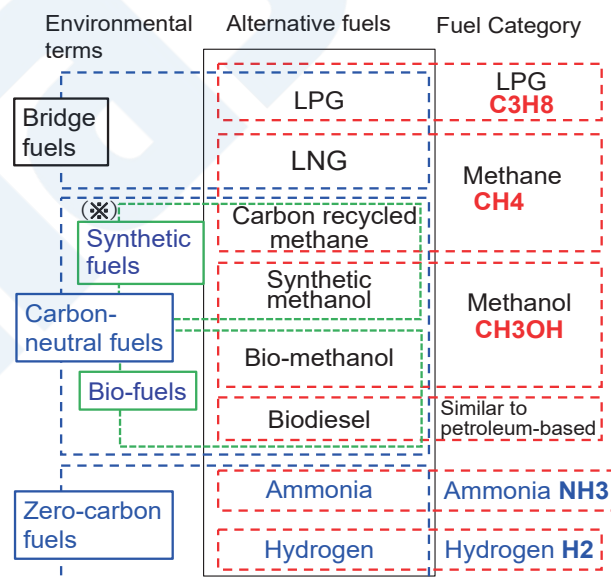 Environmental
terms
Alternative fuels
Fuel Category
Bridge
fuels
LPG
LPG
C3H8
LNG
Methane
CH4
(※)
Synthetic
fuels
Carbon recycled
methane
Carbon-
neutral fuels
Synthetic
methanol
Methanol
CH3OH
Bio-methanol
Bio-fuels
Biodiesel
Similar to
petroleum-based
Zero-carbon
fuels
Ammonia
Ammonia NH3
Hydrogen
Hydrogen H2